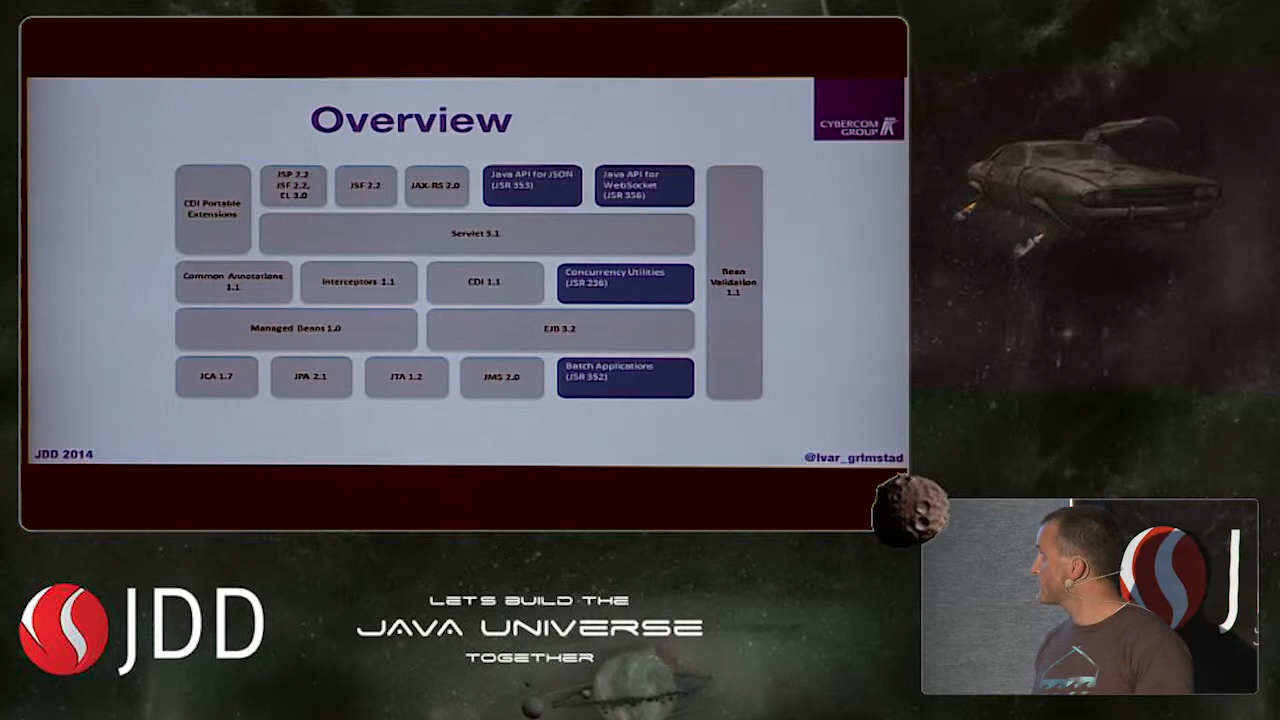 Overview
CYBERCOM
GROUP
CDI Portable
Extensions
JSP 2.2
JSF 2.2,
EL 3.0
JSF 2.2
JAX-RS 2.0
Java API for JSON
(JSR 353)
Java API for
WebSocket
(JSR 356)
Servlet 3.1
Common Annotations
1.1
Interceptors 1.1
CDI 1.1
Concurrency Utilities
(JSR 236)
Bean
Validation
1.1
Managed Beans 1.0
EJB 3.2
JCA 1.7
JPA 2.1
JTA 1.2
JMS 2.0
Batch Applications
(JSR 352)
JDD 2014
@ivar_grimstad
JDD
LETS BUILD THE
JAVA UNIVERSE
TOGETHER
J